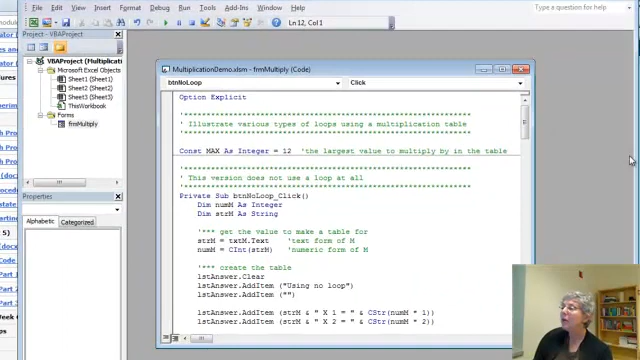 File Edit View Insert Format Debug Run Tools Add-Ins Window Help
Type a question for help
Ln 12, Col 1
Project - VBAProject
VBAProject (Multiplicati
Microsoft Excel Objects
Sheet1 (Sheet1)
Sheet2 (Sheet2)
Sheet3 (Sheet3)
ThisWorkbook
Forms
frmMultiply
Properties
Alphabetic Categorized
MultiplicationDemo.xlsm - frmMultiply (Code)
btnNoLoop Click
Option Explicit
'******************************************************
' Illustrate various types of loops using a multiplication table
'******************************************************
Const MAX As Integer = 12 'the largest value to multiply by in the table
'******************************************************
' This version does not use a loop at all
'******************************************************
Private Sub btnNoLoop_Click()
Dim numM As Integer
Dim strM As String
'*** get the value to make a table for
strM = txtM.Text 'text form of M
numM = CInt(strM) 'numeric form of M
'*** create the table
lstAnswer.Clear
lstAnswer.AddItem ("Using no loop")
lstAnswer.AddItem ("")
lstAnswer.AddItem (strM & " X 1 = " & CStr(numM * 1))
lstAnswer.AddItem (strM & " X 2 = " & CStr(numM * 2))